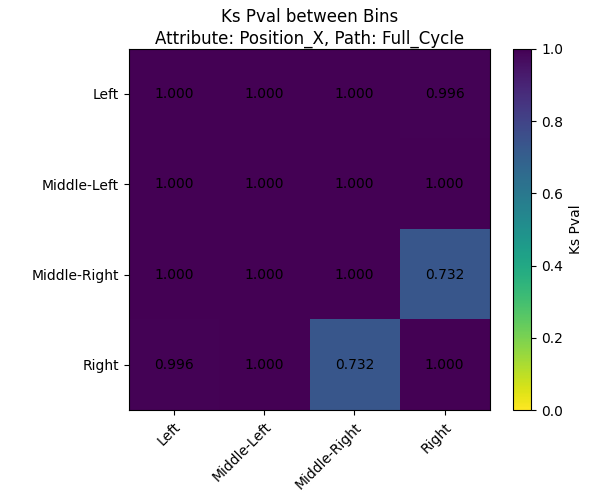 Ks Pval between Bins
Attribute: Position_X, Path: Full_Cycle
Left
1.000 1.000 1.000 0.996
Middle-Left
1.000 1.000 1.000 1.000
Middle-Right
1.000 1.000 1.000 0.732
Right
0.996 1.000 0.732 1.000
Left
Middle-Left
Middle-Right
Right
1.0
0.8
0.6
0.4
0.2
0.0
Ks Pval